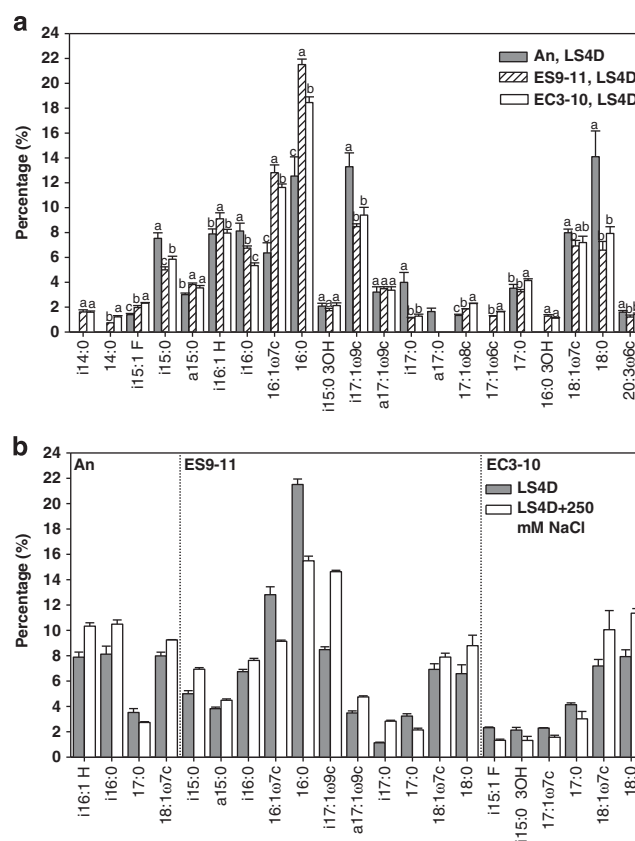 a
24
22
20
18
16
14
12
10
8
6
4
2
0
Percentage (%)
An, LS4D
ES9-11, LS4D
EC3-10, LS4D
a a
b a
c b a
a c b
b a a
b a b
a b c
c a b
c a b
a a a
a b b
a a a
a b b
a
c b a
b a
b b a
a a
a b ab
a b b
a b b
i14:0
14:0
i15:1 F
i15:0
a15:0
i16:1 H
i16:0
16:1ω7c
16:0
i15:0 3OH
i17:1ω9c
a17:1ω9c
i17:0
a17:0
17:1ω8c
17:1ω6c
17:0
16:0 3OH
18:1ω7c
18:0
20:3ω6c
b
24
22
20
18
16
14
12
10
8
6
4
2
0
Percentage (%)
An
ES9-11
EC3-10
LS4D
LS4D+250
mM NaCl
i16:1 H
i16:0
17:0
18:1ω7c
i15:0
a15:0
i16:0
16:1ω7c
16:0
i17:1ω9c
a17:1ω9c
i17:0
17:0
18:1ω7c
18:0
i15:1 F
i15:0 3OH
17:1ω7c
17:0
18:1ω7c
18:0